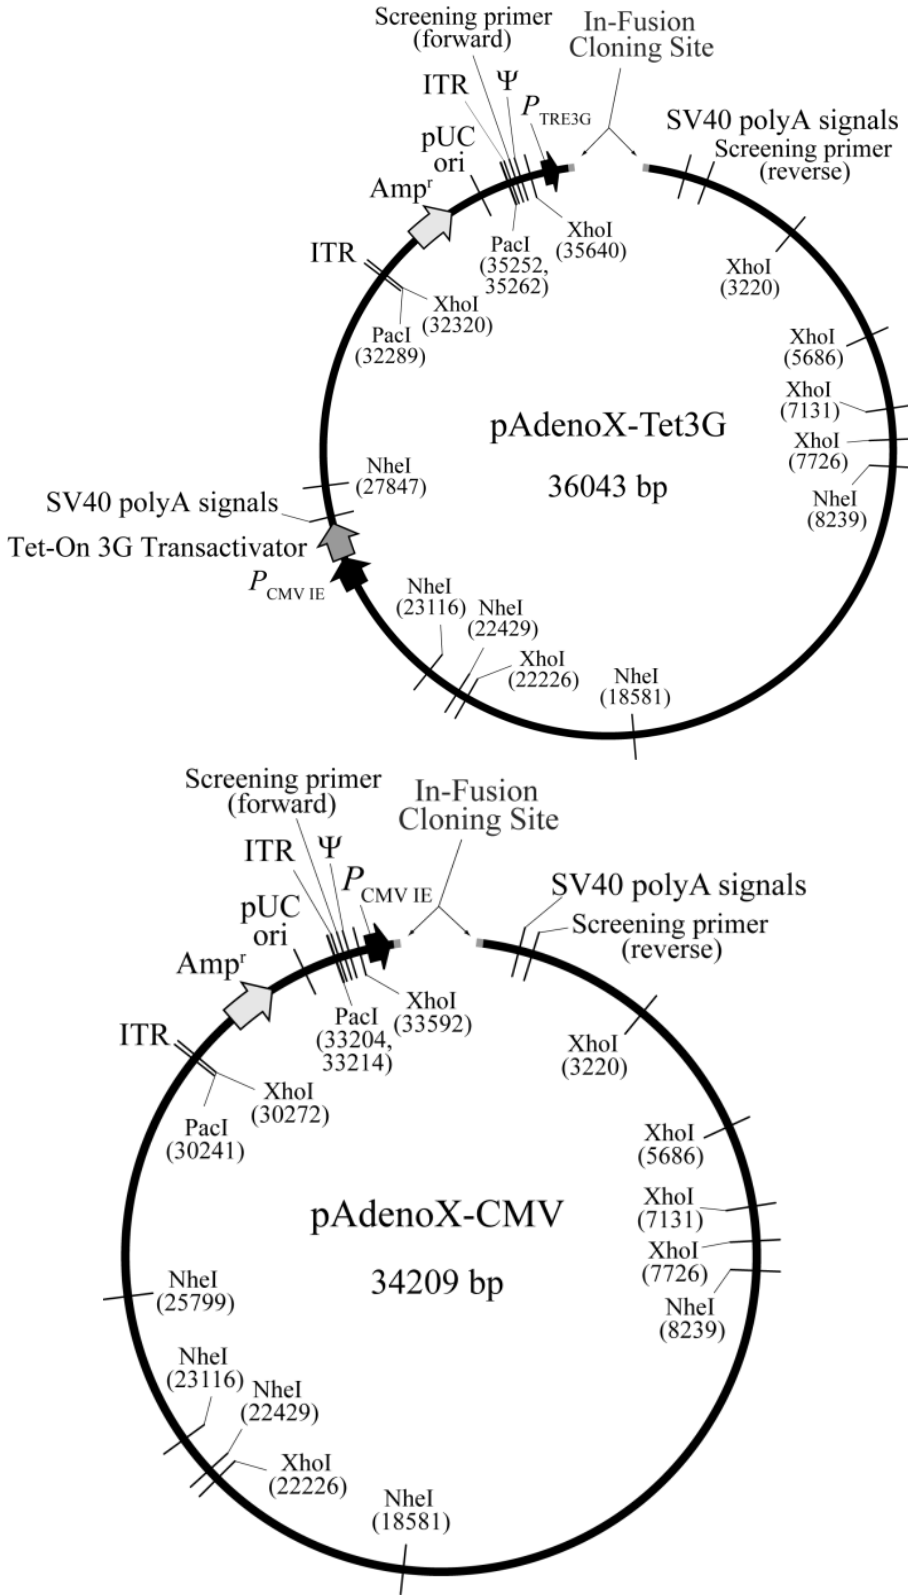 Screening primer
(forward)
In-Fusion
Cloning Site
ITR
Ψ
P TRE3G
SV40 polyA signals
Screening primer
(reverse)
pUC
ori
Ampr
XhoI
(35640)
PacI
(35252,
35262)
ITR
XhoI
(3220)
XhoI
(32320)
PacI
(32289)
XhoI
(5686)
XhoI
(7131)
pAdenoX-Tet3G
XhoI
(7726)
NheI
(27847)
36043 bp
NheI
(8239)
SV40 polyA signals
Tet-On 3G Transactivator
P CMV IE
NheI
(23116)
NheI
(22429)
XhoI
(22226)
NheI
(18581)
Screening primer
(forward)
In-Fusion
Cloning Site
ITR
Ψ
P CMV IE
SV40 polyA signals
Screening primer
(reverse)
pUC
ori
Ampr
XhoI
(33592)
PacI
(33204,
33214)
ITR
XhoI
(3220)
XhoI
(30272)
PacI
(30241)
XhoI
(5686)
XhoI
(7131)
pAdenoX-CMV
XhoI
(7726)
34209 bp
NheI
(25799)
NheI
(8239)
NheI
(23116)
NheI
(22429)
XhoI
(22226)
NheI
(18581)